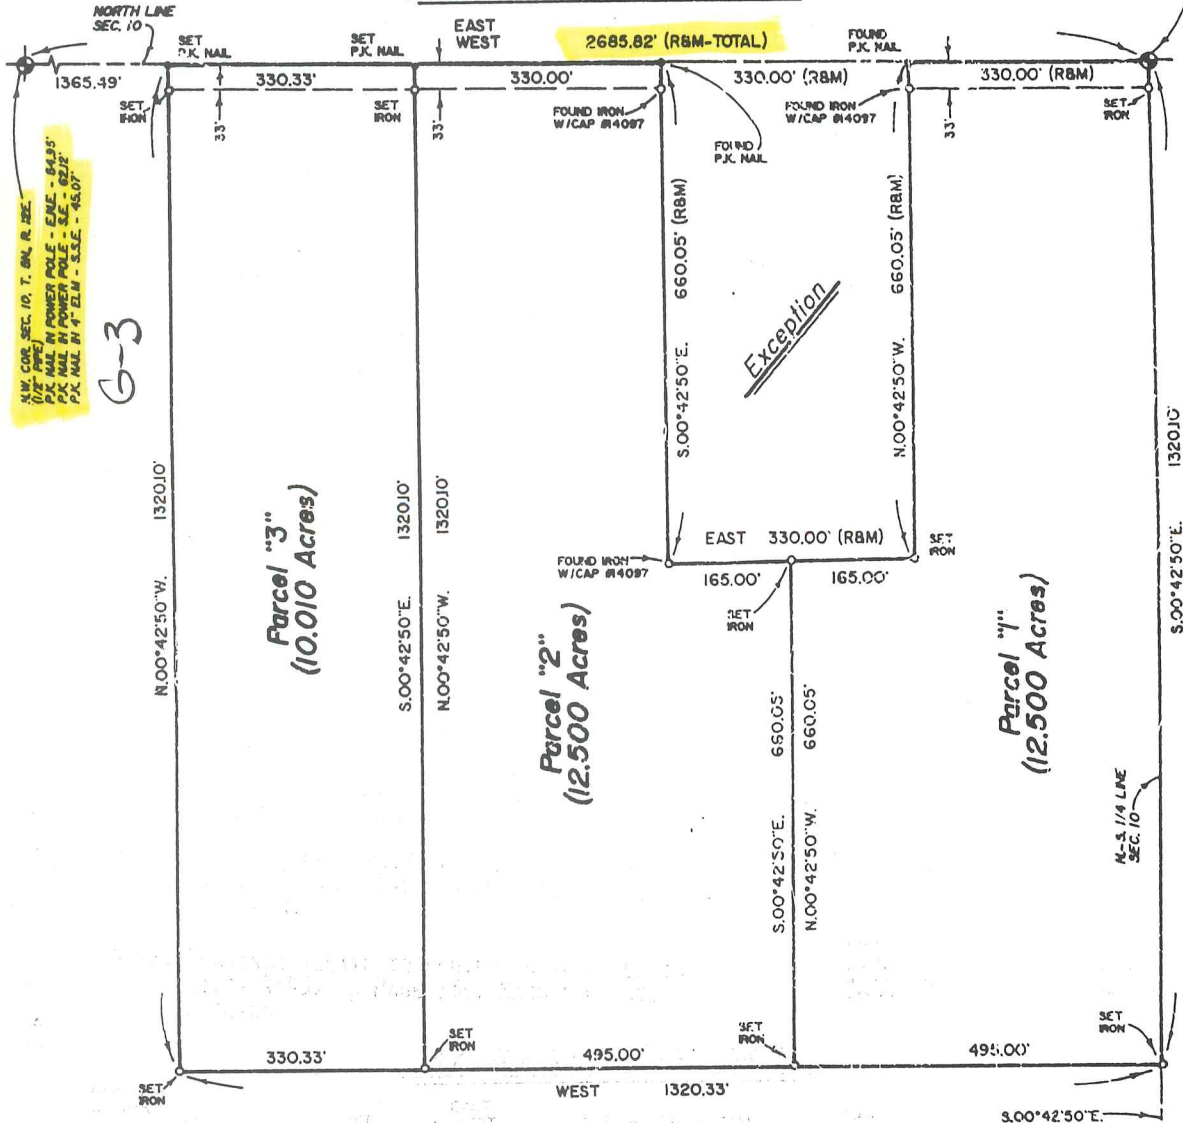 NORTH LINE
SEC. 10
EAST
WEST
2685.82' (R&M-TOTAL)
SET
P.K. NAIL
SET
P.K. NAIL
FOUND
P.K. NAIL
1365.49'
330.33'
330.00'
330.00' (R&M)
330.00' (R&M)
SET
IRON
33'
SET
IRON
33'
FOUND IRON
W/CAP #14097
FOUND
P.K. NAIL
FOUND IRON
W/CAP #14097
33'
SET
IRON
N.W. COR. SEC. 10, T. 8N., R. 12E.
(1/2" PIPE)
P.K. NAIL IN POWER POLE - E.N.E. - 84.95'
P.K. NAIL IN POWER POLE - S.E. - 62.12'
P.K. NAIL IN 4" ELM - S.S.E. - 45.07'
G-3
660.05' (R&M)
S.00°42'50"E.
Exception
660.05' (R&M)
N.00°42'50"W.
1320.10'
N.00°42'50"W.
Parcel "3"
(10.010 Acres)
1320.10'
S.00°42'50"E.
1320.10'
N.00°42'50"W.
EAST 330.00' (R&M)
FOUND IRON
W/CAP #14097
165.00'
165.00'
SET
IRON
SET
IRON
Parcel "2"
(12.500 Acres)
660.05'
S.00°42'50"E.
660.05'
N.00°42'50"W.
Parcel "1"
(12.500 Acres)
1320.10'
S.00°42'50"E.
N-S 1/4 LINE
SEC. 10
SET
IRON
330.33'
SET
IRON
495.00'
SET
IRON
495.00'
SET
IRON
WEST 1320.33'
S.00°42'50"E.